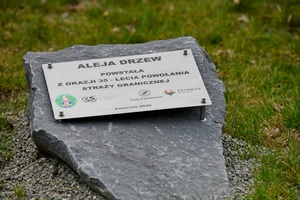 ALEJA DRZEW
POWSTAŁA
Z OKAZJI 35 - LECIA POWOŁANIA
STRAŻY GRANICZNEJ